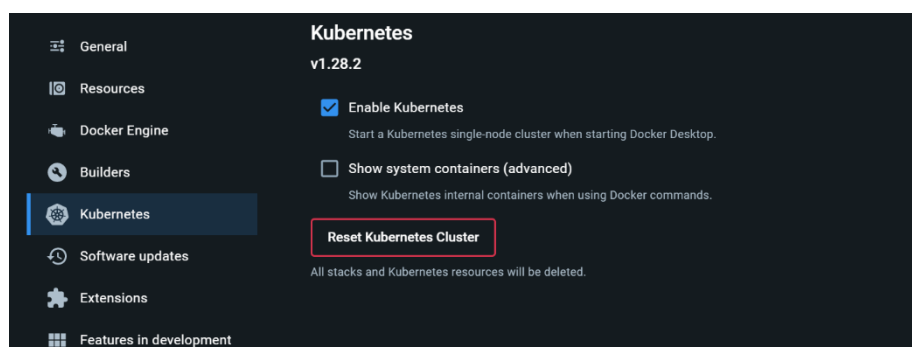 General
Resources
Docker Engine
Builders
Kubernetes
Software updates
Extensions
Features in development
Kubernetes
v1.28.2
Enable Kubernetes
Start a Kubernetes single-node cluster when starting Docker Desktop.
Show system containers (advanced)
Show Kubernetes internal containers when using Docker commands.
Reset Kubernetes Cluster
All stacks and Kubernetes resources will be deleted.